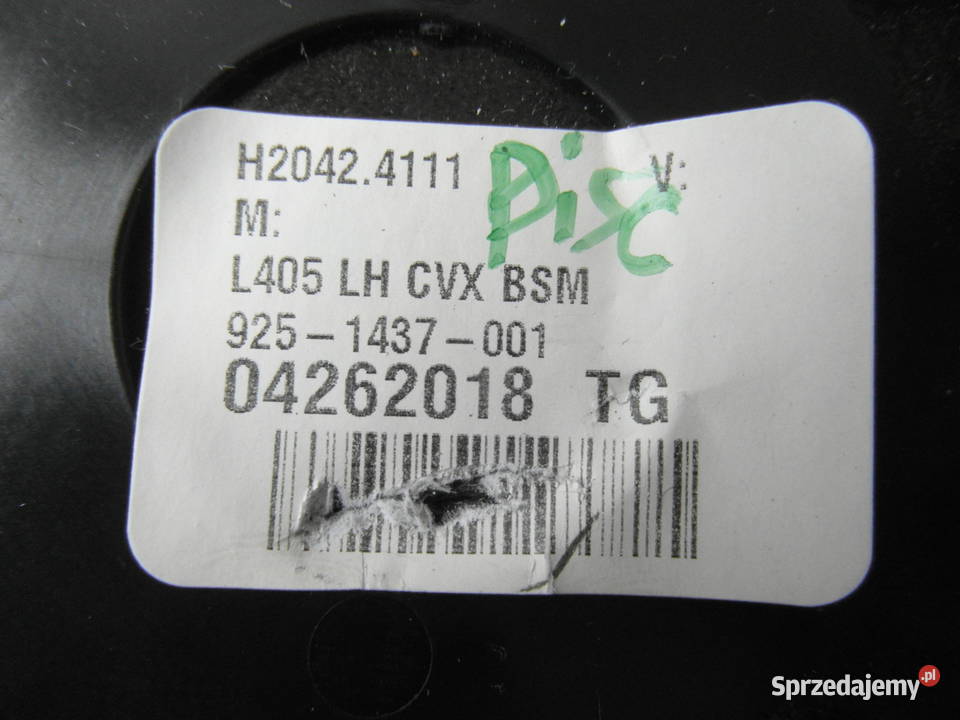 H2042.4111 V:
M:
L405 LH CVX BSM
925-1437-001
04262018 TG
Sprzedajemy.pl